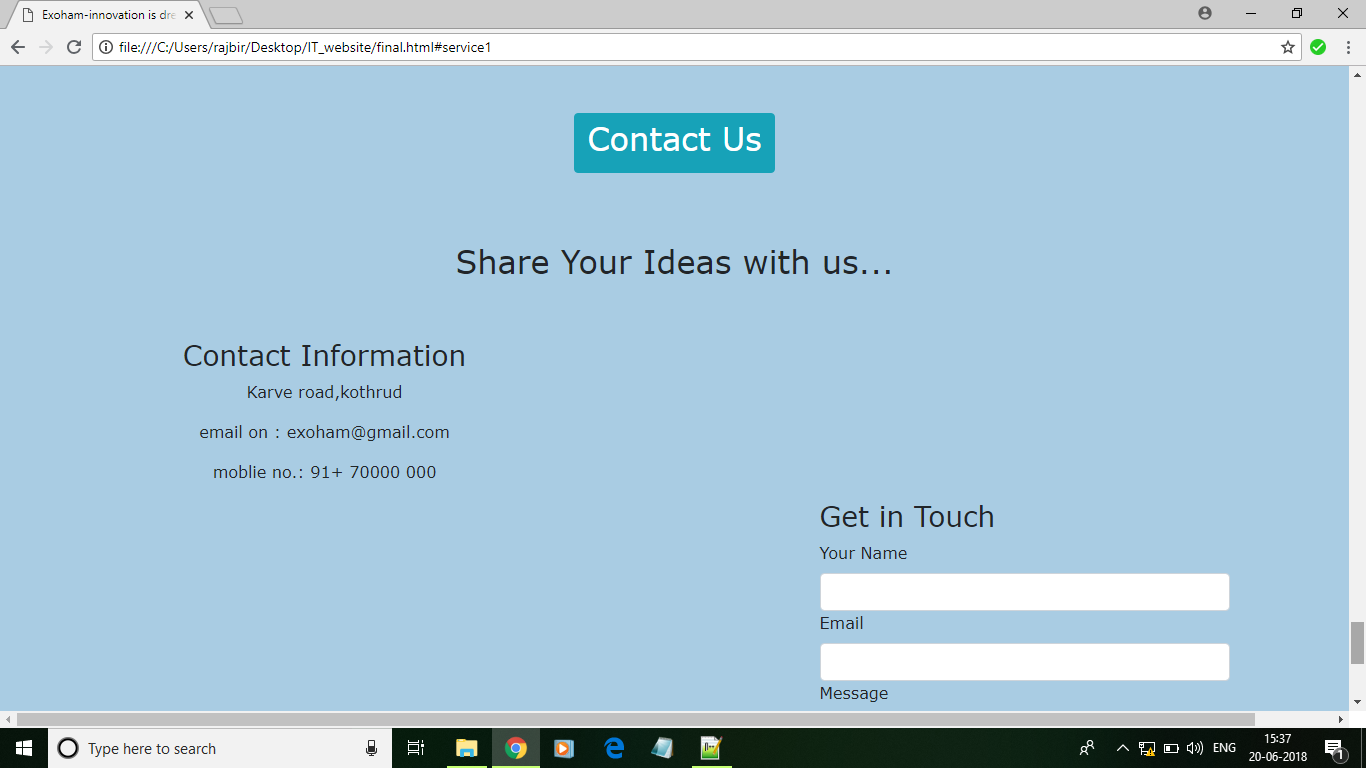 Exoham-innovation is dre
file:///C:/Users/rajbir/Desktop/IT_website/final.html#service1
Contact Us
Share Your Ideas with us...
Contact Information
Karve road,kothrud
email on : exoham@gmail.com
moblie no.: 91+ 70000 000
Get in Touch
Your Name
Email
Message
Type here to search
ENG
15:37
20-06-2018
1